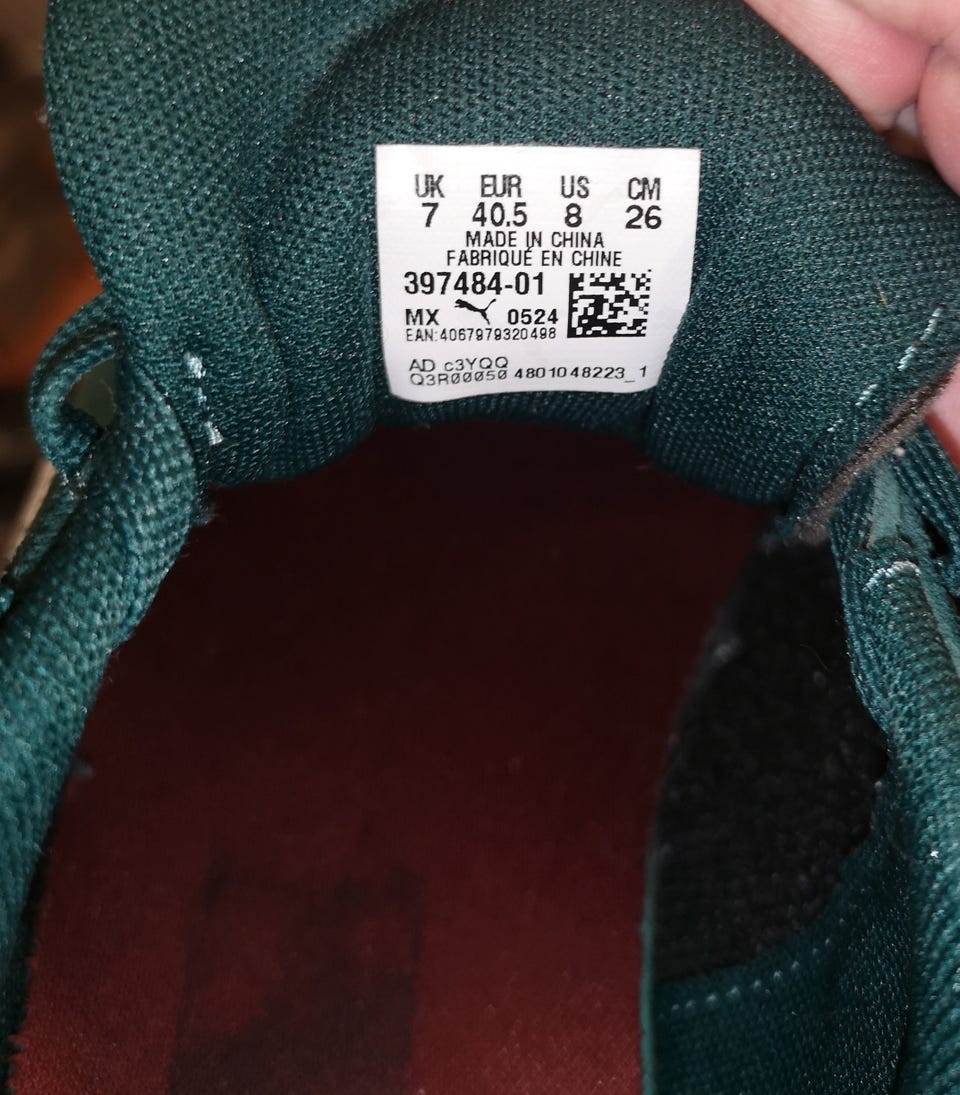 UK EUR US CM
7 40.5 8 26
MADE IN CHINA
FABRIQUÉ EN CHINE
397484-01
MX 0524
EAN:4067979320498
AD c3YQQ
Q3R00050 4801048223_1